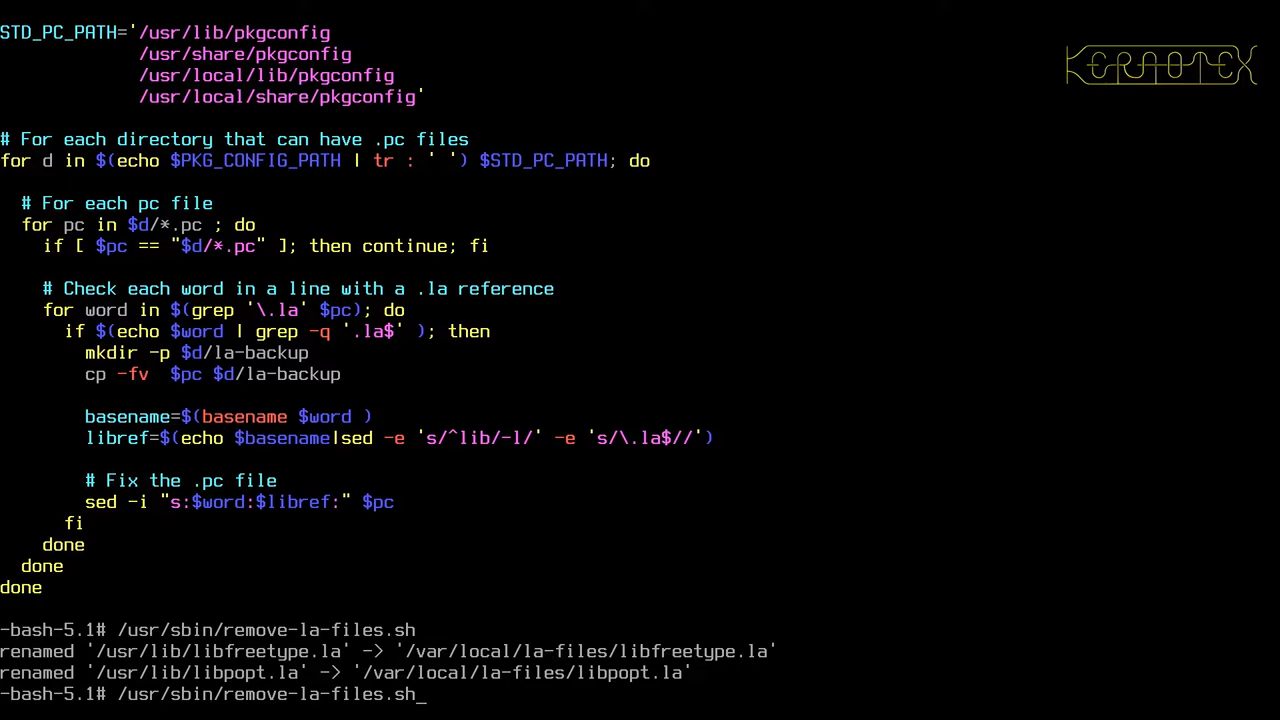 STD_PC_PATH='/usr/lib/pkgconfig
             /usr/share/pkgconfig
             /usr/local/lib/pkgconfig
             /usr/local/share/pkgconfig'
KERNOTEX
# For each directory that can have .pc files
for d in $(echo $PKG_CONFIG_PATH | tr : ' ') $STD_PC_PATH; do
  # For each pc file
  for pc in $d/*.pc ; do
    if [ $pc == "$d/*.pc" ]; then continue; fi
    # Check each word in a line with a .la reference
    for word in $(grep '\.la' $pc); do
      if $(echo $word | grep -q '.la$' ); then
        mkdir -p $d/la-backup
        cp -fv  $pc $d/la-backup
        basename=$(basename $word )
        libref=$(echo $basename|sed -e 's/^lib/-l/' -e 's/\.la$//')
        # Fix the .pc file
        sed -i "s:$word:$libref:" $pc
      fi
    done
  done
done
-bash-5.1# /usr/sbin/remove-la-files.sh
renamed '/usr/lib/libfreetype.la' -> '/var/local/la-files/libfreetype.la'
renamed '/usr/lib/libpopt.la' -> '/var/local/la-files/libpopt.la'
-bash-5.1# /usr/sbin/remove-la-files.sh_